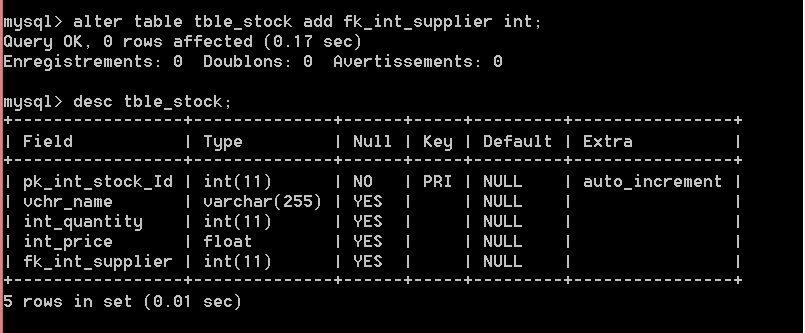 mysql> alter table tble_stock add fk_int_supplier int;
Query OK, 0 rows affected (0.17 sec)
Enregistrements: 0  Doublons: 0  Avertissements: 0

mysql> desc tble_stock;
+-----------------+--------------+------+-----+---------+----------------+
| Field           | Type         | Null | Key | Default | Extra          |
+-----------------+--------------+------+-----+---------+----------------+
| pk_int_stock_Id | int(11)      | NO   | PRI | NULL    | auto_increment |
| vchr_name       | varchar(255) | YES  |     | NULL    |                |
| int_quantity    | int(11)      | YES  |     | NULL    |                |
| int_price       | float        | YES  |     | NULL    |                |
| fk_int_supplier | int(11)      | YES  |     | NULL    |                |
+-----------------+--------------+------+-----+---------+----------------+
5 rows in set (0.01 sec)